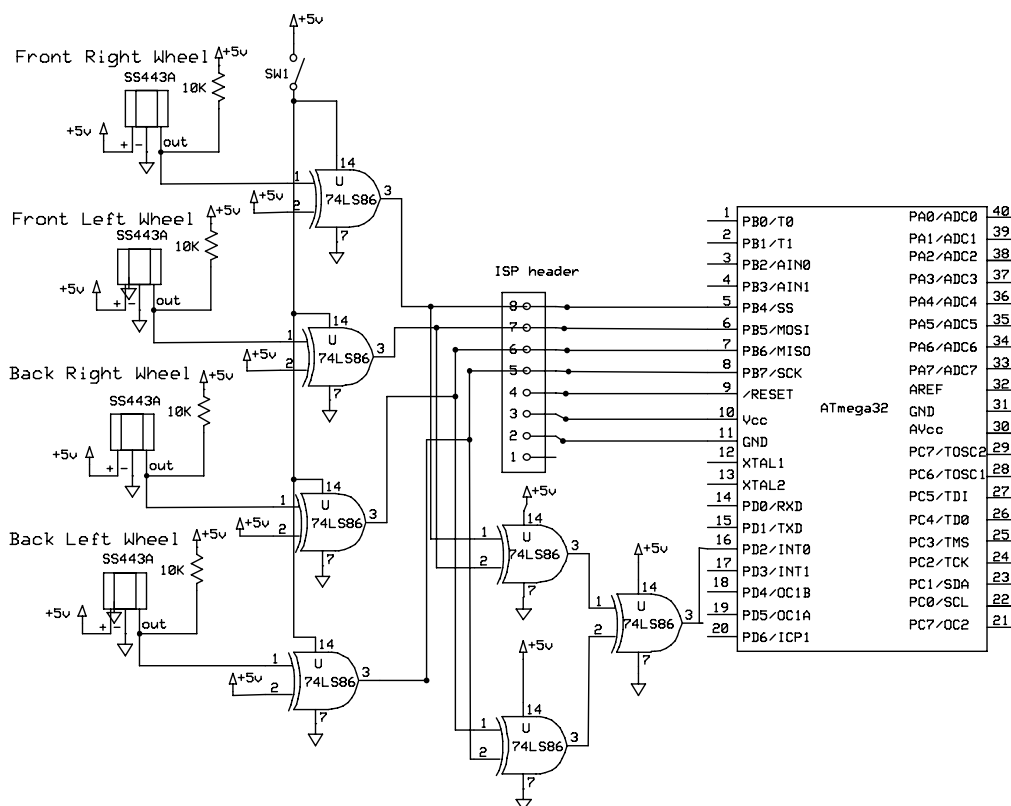 +5v
SW1
Front Right Wheel
SS443A
+5v
10K
+5v
+ -
out
1
2
+5v
14
U
74LS86
3
7
Front Left Wheel
SS443A
+5v
10K
+5v
+ -
out
1
2
+5v
14
U
74LS86
3
7
Back Right Wheel
SS443A
+5v
10K
+5v
+ -
out
1
2
+5v
14
U
74LS86
3
7
Back Left Wheel
SS443A
+5v
10K
+5v
+ -
out
1
2
+5v
14
U
74LS86
3
7
ISP header
8
7
6
5
4
3
2
1
+5v
14
1
2
U
74LS86
3
7
+5v
14
1
2
U
74LS86
3
7
+5v
14
1
2
U
74LS86
3
7
ATmega32
1 PB0/T0
2 PB1/T1
3 PB2/AIN0
4 PB3/AIN1
5 PB4/SS
6 PB5/MOSI
7 PB6/MISO
8 PB7/SCK
9 /RESET
10 Vcc
11 GND
12 XTAL1
13 XTAL2
14 PD0/RXD
15 PD1/TXD
16 PD2/INT0
17 PD3/INT1
18 PD4/OC1B
19 PD5/OC1A
20 PD6/ICP1
PA0/ADC0 40
PA1/ADC1 39
PA2/ADC2 38
PA3/ADC3 37
PA4/ADC4 36
PA5/ADC5 35
PA6/ADC6 34
PA7/ADC7 33
AREF 32
GND 31
AVcc 30
PC7/TOSC2 29
PC6/TOSC1 28
PC5/TDI 27
PC4/TD0 26
PC3/TMS 25
PC2/TCK 24
PC1/SDA 23
PC0/SCL 22
PC7/OC2 21